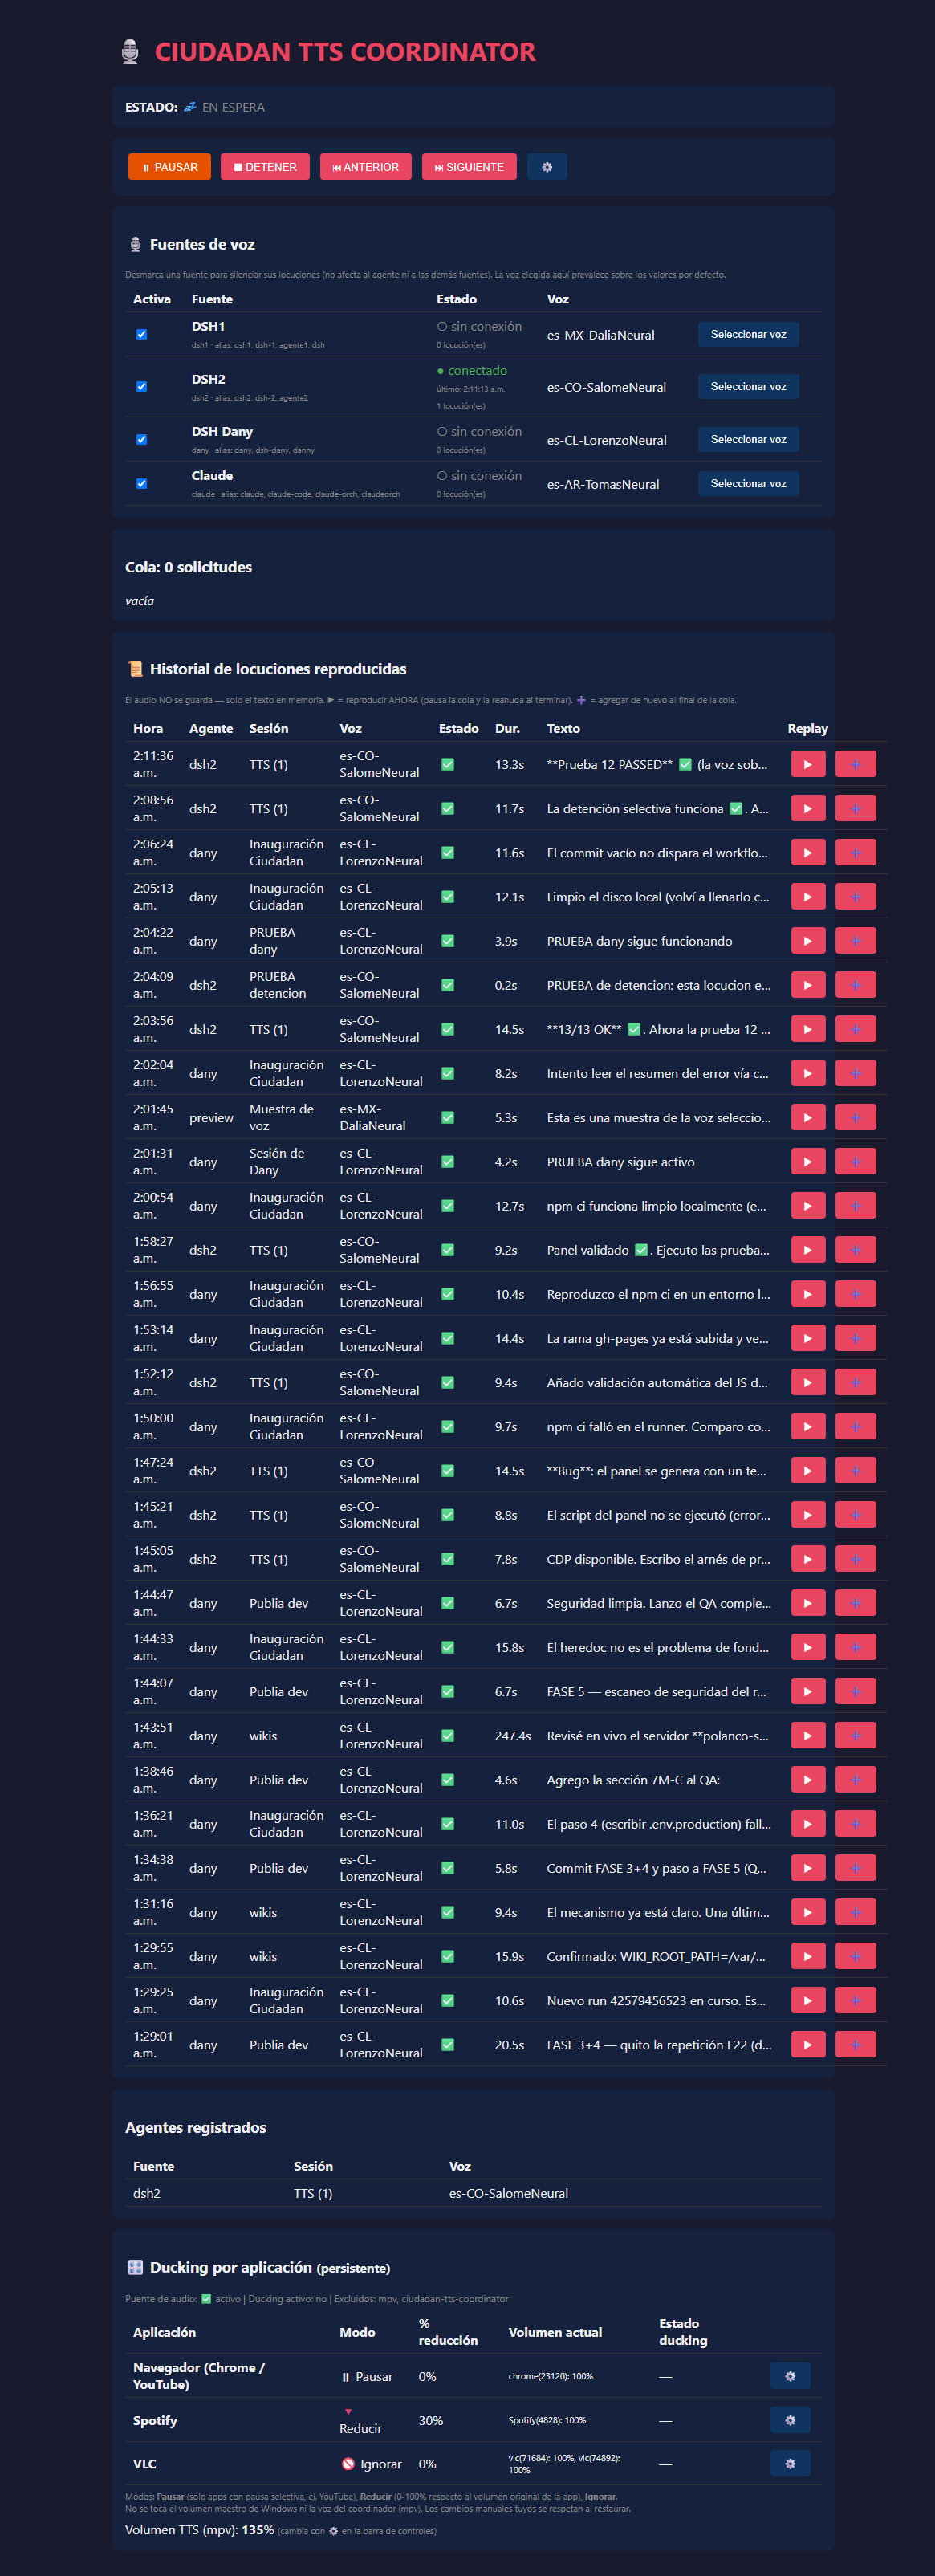 🎙️ CIUDADAN TTS COORDINATOR
ESTADO: 💤 EN ESPERA
⏸ PAUSAR ⏹ DETENER ⏮ ANTERIOR ⏭ SIGUIENTE ⚙️
🎙️ Fuentes de voz
Desmarca una fuente para silenciar sus locuciones (no afecta al agente ni a las demás fuentes). La voz elegida aquí prevalece sobre los valores por defecto.
Activa Fuente Estado Voz
DSH1 ○ sin conexión es-MX-DaliaNeural Seleccionar voz
dsh1 · alias: dsh1, dsh-1, agente1, dsh 0 locución(es)
DSH2 ● conectado es-CO-SalomeNeural Seleccionar voz
dsh2 · alias: dsh2, dsh-2, agente2 último: 2:11:13 a.m.
1 locución(es)
DSH Dany ○ sin conexión es-CL-LorenzoNeural Seleccionar voz
dany · alias: dany, dsh-dany, danny 0 locución(es)
Claude ○ sin conexión es-AR-TomasNeural Seleccionar voz
claude · alias: claude, claude-code, claude-orch, claudeorch 0 locución(es)
Cola: 0 solicitudes
vacía
📜 Historial de locuciones reproducidas
El audio NO se guarda — solo el texto en memoria. ▶ = reproducir AHORA (pausa la cola y la reanuda al terminar). ➕ = agregar de nuevo al final de la cola.
Hora Agente Sesión Voz Estado Dur. Texto Replay
2:11:36 a.m. dsh2 TTS (1) es-CO-SalomeNeural ✅ 13.3s **Prueba 12 PASSED** ✅ (la voz sob... ▶ ➕
2:08:56 a.m. dsh2 TTS (1) es-CO-SalomeNeural ✅ 11.7s La detención selectiva funciona ✅. A... ▶ ➕
2:06:24 a.m. dany Inauguración Ciudadan es-CL-LorenzoNeural ✅ 11.6s El commit vacío no dispara el workflo... ▶ ➕
2:05:13 a.m. dany Inauguración Ciudadan es-CL-LorenzoNeural ✅ 12.1s Limpio el disco local (volví a llenarlo c... ▶ ➕
2:04:22 a.m. dany PRUEBA dany es-CL-LorenzoNeural ✅ 3.9s PRUEBA dany sigue funcionando ▶ ➕
2:04:09 a.m. dsh2 PRUEBA detencion es-CO-SalomeNeural ✅ 0.2s PRUEBA de detencion: esta locucion e... ▶ ➕
2:03:56 a.m. dsh2 TTS (1) es-CO-SalomeNeural ✅ 14.5s **13/13 OK** ✅. Ahora la prueba 12 ... ▶ ➕
2:02:04 a.m. dany Inauguración Ciudadan es-CL-LorenzoNeural ✅ 8.2s Intento leer el resumen del error vía c... ▶ ➕
2:01:45 a.m. preview Muestra de voz es-MX-DaliaNeural ✅ 5.3s Esta es una muestra de la voz seleccio... ▶ ➕
2:01:31 a.m. dany Sesión de Dany es-CL-LorenzoNeural ✅ 4.2s PRUEBA dany sigue activo ▶ ➕
2:00:54 a.m. dany Inauguración Ciudadan es-CL-LorenzoNeural ✅ 12.7s npm ci funciona limpio localmente (e... ▶ ➕
1:58:27 a.m. dsh2 TTS (1) es-CO-SalomeNeural ✅ 9.2s Panel validado ✅. Ejecuto las prueba... ▶ ➕
1:56:55 a.m. dany Inauguración Ciudadan es-CL-LorenzoNeural ✅ 10.4s Reproduzco el npm ci en un entorno l... ▶ ➕
1:53:14 a.m. dany Inauguración Ciudadan es-CL-LorenzoNeural ✅ 14.4s La rama gh-pages ya está subida y ve... ▶ ➕
1:52:12 a.m. dsh2 TTS (1) es-CO-SalomeNeural ✅ 9.4s Añado validación automática del JS d... ▶ ➕
1:50:00 a.m. dany Inauguración Ciudadan es-CL-LorenzoNeural ✅ 9.7s npm ci falló en el runner. Comparo co... ▶ ➕
1:47:24 a.m. dsh2 TTS (1) es-CO-SalomeNeural ✅ 14.5s **Bug**: el panel se genera con un te... ▶ ➕
1:45:21 a.m. dsh2 TTS (1) es-CO-SalomeNeural ✅ 8.8s El script del panel no se ejecutó (error... ▶ ➕
1:45:05 a.m. dsh2 TTS (1) es-CO-SalomeNeural ✅ 7.8s CDP disponible. Escribo el arnés de pr... ▶ ➕
1:44:47 a.m. dany Publia dev es-CL-LorenzoNeural ✅ 6.7s Seguridad limpia. Lanzo el QA comple... ▶ ➕
1:44:33 a.m. dany Inauguración Ciudadan es-CL-LorenzoNeural ✅ 15.8s El heredoc no es el problema de fond... ▶ ➕
1:44:07 a.m. dany Publia dev es-CL-LorenzoNeural ✅ 6.7s FASE 5 — escaneo de seguridad del r... ▶ ➕
1:43:51 a.m. dany wikis es-CL-LorenzoNeural ✅ 247.4s Revisé en vivo el servidor **polanco-s... ▶ ➕
1:38:46 a.m. dany Publia dev es-CL-LorenzoNeural ✅ 4.6s Agrego la sección 7M-C al QA: ▶ ➕
1:36:21 a.m. dany Inauguración Ciudadan es-CL-LorenzoNeural ✅ 11.0s El paso 4 (escribir .env.production) fall... ▶ ➕
1:34:38 a.m. dany Publia dev es-CL-LorenzoNeural ✅ 5.8s Commit FASE 3+4 y paso a FASE 5 (Q... ▶ ➕
1:31:16 a.m. dany wikis es-CL-LorenzoNeural ✅ 9.4s El mecanismo ya está claro. Una últim... ▶ ➕
1:29:55 a.m. dany wikis es-CL-LorenzoNeural ✅ 15.9s Confirmado: WIKI_ROOT_PATH=/var/... ▶ ➕
1:29:25 a.m. dany Inauguración Ciudadan es-CL-LorenzoNeural ✅ 10.6s Nuevo run 42579456523 en curso. Es... ▶ ➕
1:29:01 a.m. dany Publia dev es-CL-LorenzoNeural ✅ 20.5s FASE 3+4 — quito la repetición E22 (d... ▶ ➕
Agentes registrados
Fuente Sesión Voz
dsh2 TTS (1) es-CO-SalomeNeural
🎛️ Ducking por aplicación (persistente)
Puente de audio: ✅ activo | Ducking activo: no | Excluidos: mpv, ciudadan-tts-coordinator
Aplicación Modo % reducción Volumen actual Estado ducking
Navegador (Chrome / YouTube) ⏸ Pausar 0% chrome(23120): 100% — ⚙️
Spotify 🔻 Reducir 30% Spotify(4828): 100% — ⚙️
VLC 🚫 Ignorar 0% vlc(71684): 100%, vlc(74892): 100% — ⚙️
Modos: Pausar (solo apps con pausa selectiva, ej. YouTube), Reducir (0-100% respecto al volumen original de la app), Ignorar.
No se toca el volumen maestro de Windows ni la voz del coordinador (mpv). Los cambios manuales tuyos se respetan al restaurar.
Volumen TTS (mpv): 135% (cambia con ⚙️ en la barra de controles)